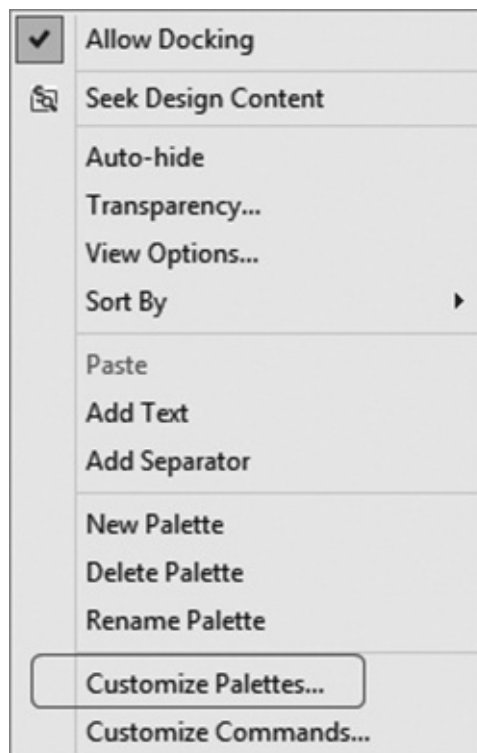 Allow Docking
Seek Design Content
Auto-hide
Transparency...
View Options...
Sort By
Paste
Add Text
Add Separator
New Palette
Delete Palette
Rename Palette
Customize Palettes...
Customize Commands...